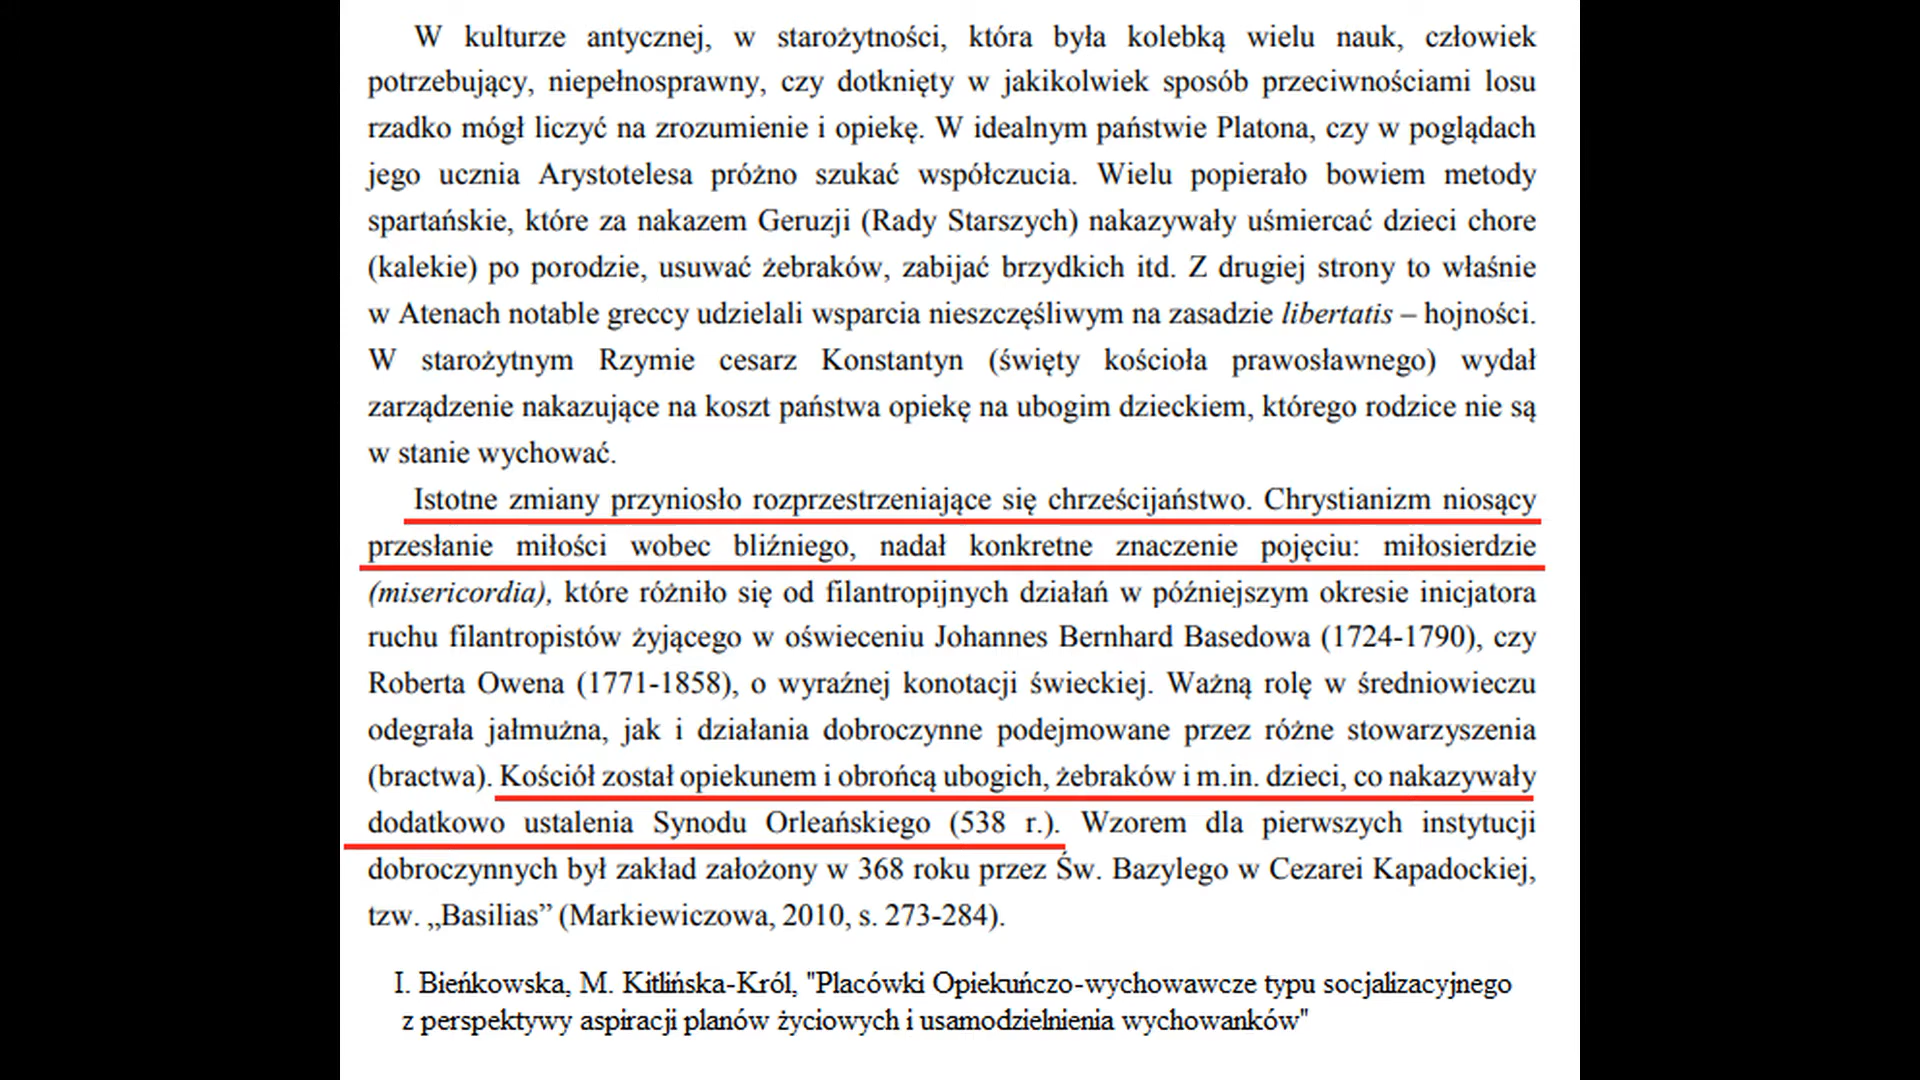 W kulturze antycznej, w starożytności, która była kolebką wielu nauk, człowiek
potrzebujący, niepełnosprawny, czy dotknięty w jakikolwiek sposób przeciwnościami losu
rzadko mógł liczyć na zrozumienie i opiekę. W idealnym państwie Platona, czy w poglądach
jego ucznia Arystotelesa próżno szukać współczucia. Wielu popierało bowiem metody
spartańskie, które za nakazem Geruzji (Rady Starszych) nakazywały uśmiercać dzieci chore
(kalekie) po porodzie, usuwać żebraków, zabijać brzydkich itd. Z drugiej strony to właśnie
w Atenach notable greccy udzielali wsparcia nieszczęśliwym na zasadzie libertatis – hojności.
W starożytnym Rzymie cesarz Konstantyn (święty kościoła prawosławnego) wydał
zarządzenie nakazujące na koszt państwa opiekę na ubogim dzieckiem, którego rodzice nie są
w stanie wychować.
Istotne zmiany przyniosło rozprzestrzeniające się chrześcijaństwo. Chrystianizm niosący
przesłanie miłości wobec bliźniego, nadał konkretne znaczenie pojęciu: miłosierdzie
(misericordia), które różniło się od filantropijnych działań w późniejszym okresie inicjatora
ruchu filantropistów żyjącego w oświeceniu Johannes Bernhard Basedowa (1724-1790), czy
Roberta Owena (1771-1858), o wyraźnej konotacji świeckiej. Ważną rolę w średniowieczu
odegrała jałmużna, jak i działania dobroczynne podejmowane przez różne stowarzyszenia
(bractwa). Kościół został opiekunem i obrońcą ubogich, żebraków i m.in. dzieci, co nakazywały
dodatkowo ustalenia Synodu Orleańskiego (538 r.). Wzorem dla pierwszych instytucji
dobroczynnych był zakład założony w 368 roku przez Św. Bazylego w Cezarei Kapadockiej,
tzw. „Basilias” (Markiewiczowa, 2010, s. 273-284).
I. Bieńkowska, M. Kitlińska-Król, "Placówki Opiekuńczo-wychowawcze typu socjalizacyjnego
z perspektywy aspiracji planów życiowych i usamodzielnienia wychowanków"